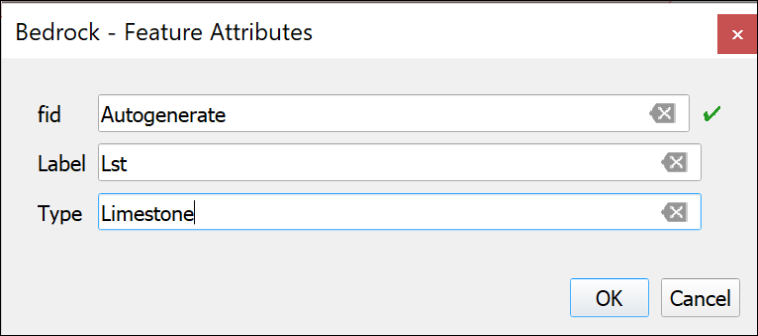 Bedrock - Feature Attributes
fid Autogenerate
Label Lst
Type Limestone
OK Cancel